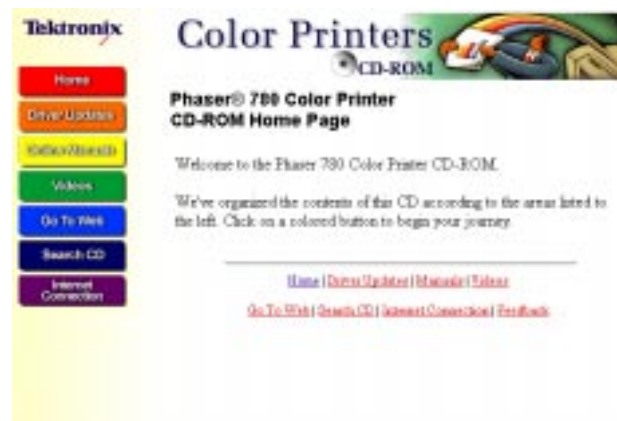 Tektronix
Color Printers
CD-ROM
Home
Driver Updates
Videos
Go To Web
Search CD
Internet
Connection
Phaser® 780 Color Printer
CD-ROM Home Page
Welcome to the Phaser 780 Color Printer CD-ROM.
We've organized the contents of this CD according to the areas listed to
the left. Click on a colored button to begin your journey.
Home | Driver Updates | Manuals | Videos
Go To Web | Search CD | Internet Connection | Feedback